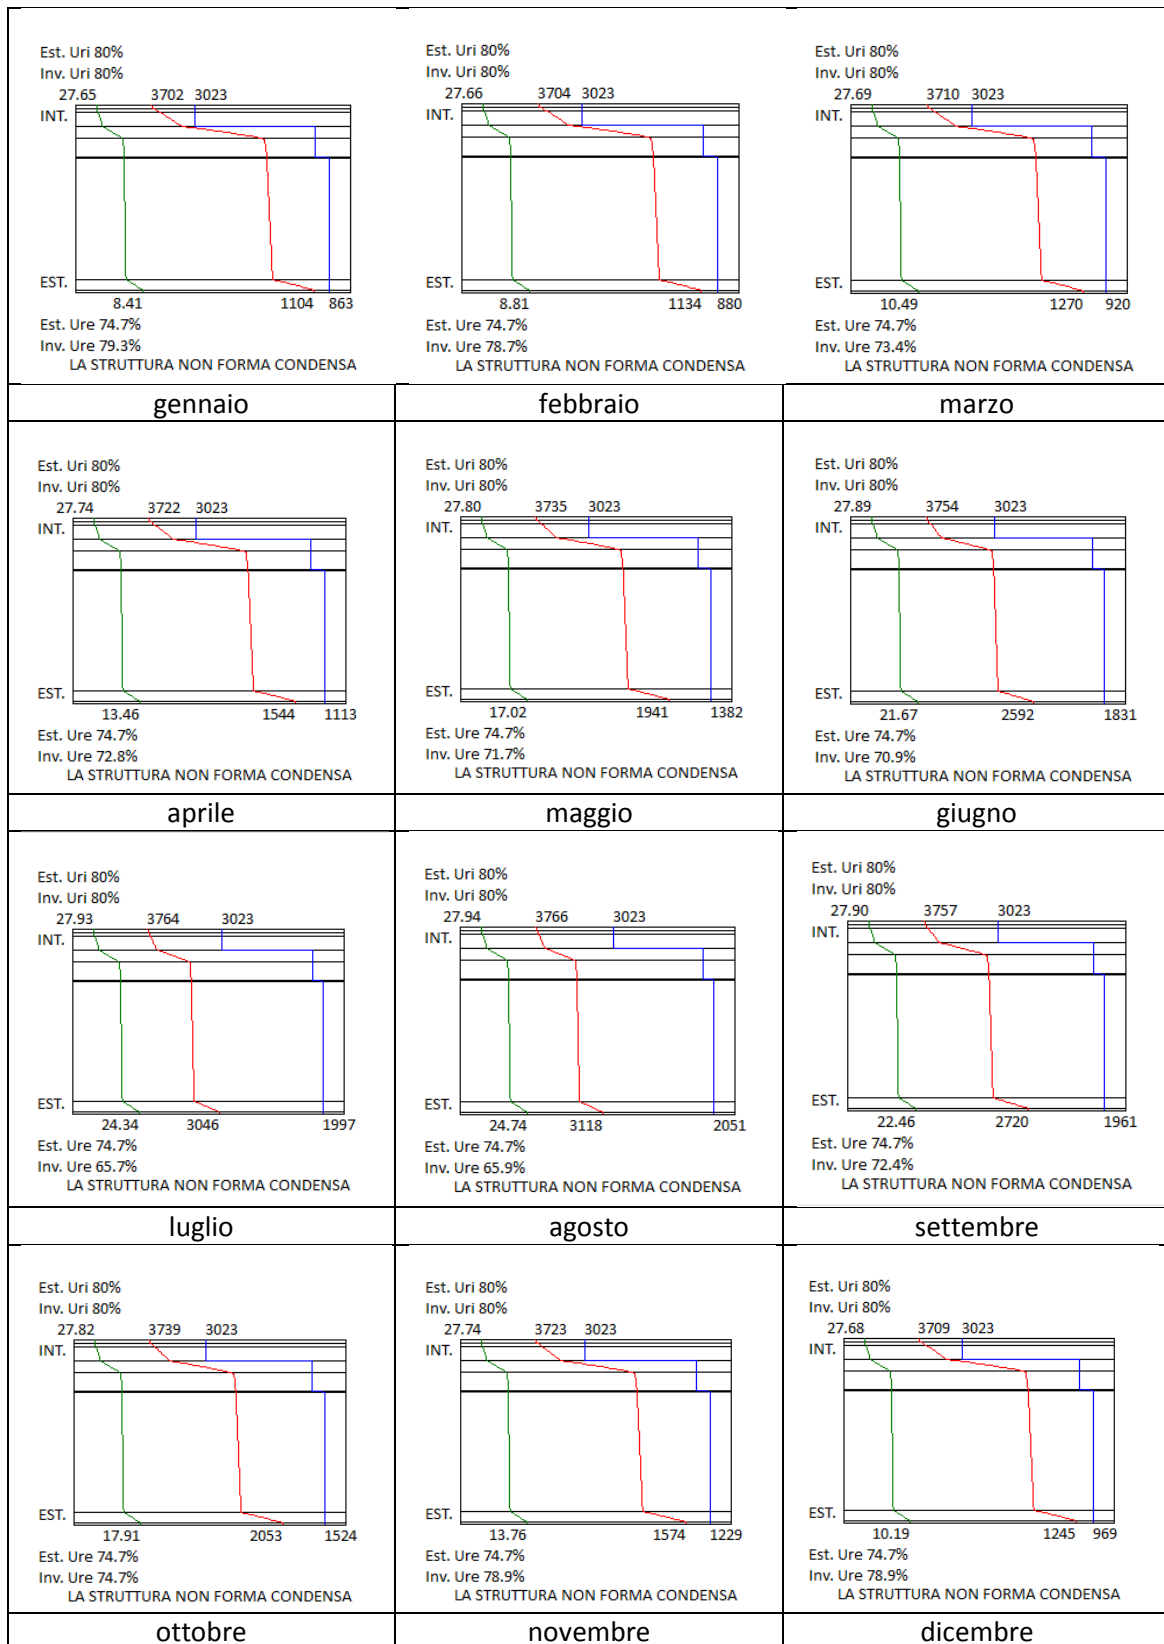 Est. Uri 80%
Inv. Uri 80%
27.65 3702 3023
INT.
EST.
8.41 1104 863
Est. Ure 74.7%
Inv. Ure 79.3%
LA STRUTTURA NON FORMA CONDENSA
gennaio
Est. Uri 80%
Inv. Uri 80%
27.66 3704 3023
INT.
EST.
8.81 1134 880
Est. Ure 74.7%
Inv. Ure 78.7%
LA STRUTTURA NON FORMA CONDENSA
febbraio
Est. Uri 80%
Inv. Uri 80%
27.69 3710 3023
INT.
EST.
10.49 1270 920
Est. Ure 74.7%
Inv. Ure 73.4%
LA STRUTTURA NON FORMA CONDENSA
marzo
Est. Uri 80%
Inv. Uri 80%
27.74 3722 3023
INT.
EST.
13.46 1544 1113
Est. Ure 74.7%
Inv. Ure 72.8%
LA STRUTTURA NON FORMA CONDENSA
aprile
Est. Uri 80%
Inv. Uri 80%
27.80 3735 3023
INT.
EST.
17.02 1941 1382
Est. Ure 74.7%
Inv. Ure 71.7%
LA STRUTTURA NON FORMA CONDENSA
maggio
Est. Uri 80%
Inv. Uri 80%
27.89 3754 3023
INT.
EST.
21.67 2592 1831
Est. Ure 74.7%
Inv. Ure 70.9%
LA STRUTTURA NON FORMA CONDENSA
giugno
Est. Uri 80%
Inv. Uri 80%
27.93 3764 3023
INT.
EST.
24.34 3046 1997
Est. Ure 74.7%
Inv. Ure 65.7%
LA STRUTTURA NON FORMA CONDENSA
luglio
Est. Uri 80%
Inv. Uri 80%
27.94 3766 3023
INT.
EST.
24.74 3118 2051
Est. Ure 74.7%
Inv. Ure 65.9%
LA STRUTTURA NON FORMA CONDENSA
agosto
Est. Uri 80%
Inv. Uri 80%
27.90 3757 3023
INT.
EST.
22.46 2720 1961
Est. Ure 74.7%
Inv. Ure 72.4%
LA STRUTTURA NON FORMA CONDENSA
settembre
Est. Uri 80%
Inv. Uri 80%
27.82 3739 3023
INT.
EST.
17.91 2053 1524
Est. Ure 74.7%
Inv. Ure 74.7%
LA STRUTTURA NON FORMA CONDENSA
ottobre
Est. Uri 80%
Inv. Uri 80%
27.74 3723 3023
INT.
EST.
13.76 1574 1229
Est. Ure 74.7%
Inv. Ure 78.9%
LA STRUTTURA NON FORMA CONDENSA
novembre
Est. Uri 80%
Inv. Uri 80%
27.68 3709 3023
INT.
EST.
10.19 1245 969
Est. Ure 74.7%
Inv. Ure 78.9%
LA STRUTTURA NON FORMA CONDENSA
dicembre